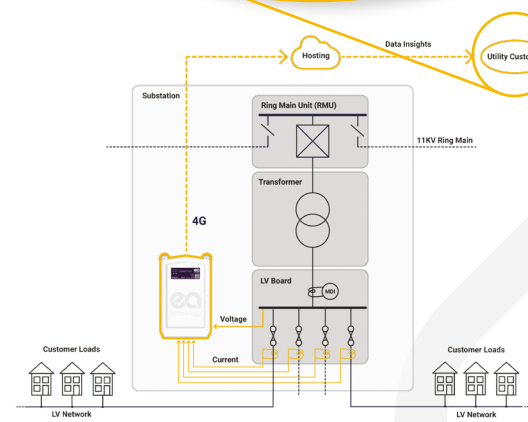 Data Insights
Hosting
Utility Custo
Substation
Ring Main Unit (RMU)
11KV Ring Main
Transformer
4G
LV Board
MDI
ea
Voltage
Current
Customer Loads
Customer Loads
LV Network
LV Network